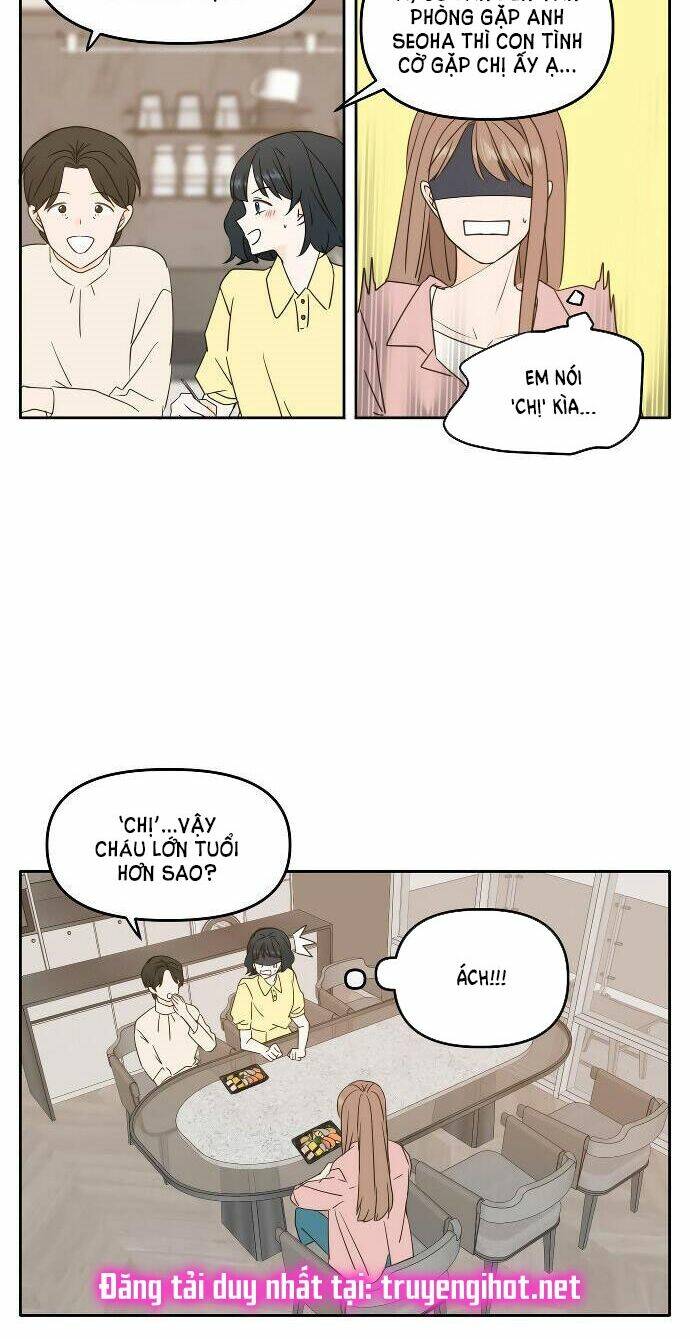 PHÒNG GẶP ANH
SEOHA THÌ CON TÌNH
CỜ GẶP CHỊ ẤY Ạ...
EM NÓI
'CHỊ' KÌA...
'CHỊ'...VẬY
CHÁU LỚN TUỔI
HƠN SAO?
ÁCH!!!
Đăng tải duy nhất tại: truyengihot.net